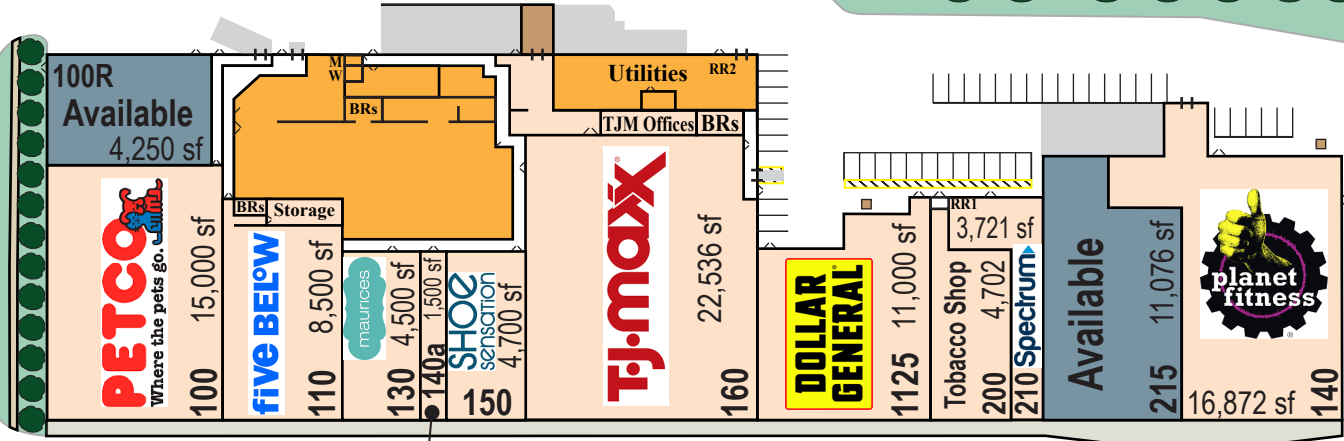 100R
Available
4,250 sf
PETCO
Where the pets go.
15,000 sf
100
M
W
BRs
BRs
Storage
five BEL°W
8,500 sf
110
maurices
4,500 sf
130
1,500 sf
140a
SHOE
sensation
4,700 sf
150
Utilities
RR2
TJM Offices
BRs
T·J·maxx
®
22,536 sf
160
DOLLAR
GENERAL
11,000 sf
1125
Tobacco Shop
4,702
200
RR1
3,721 sf
Spectrum
210
Available
11,076 sf
215
planet
fitness
®
16,872 sf
140